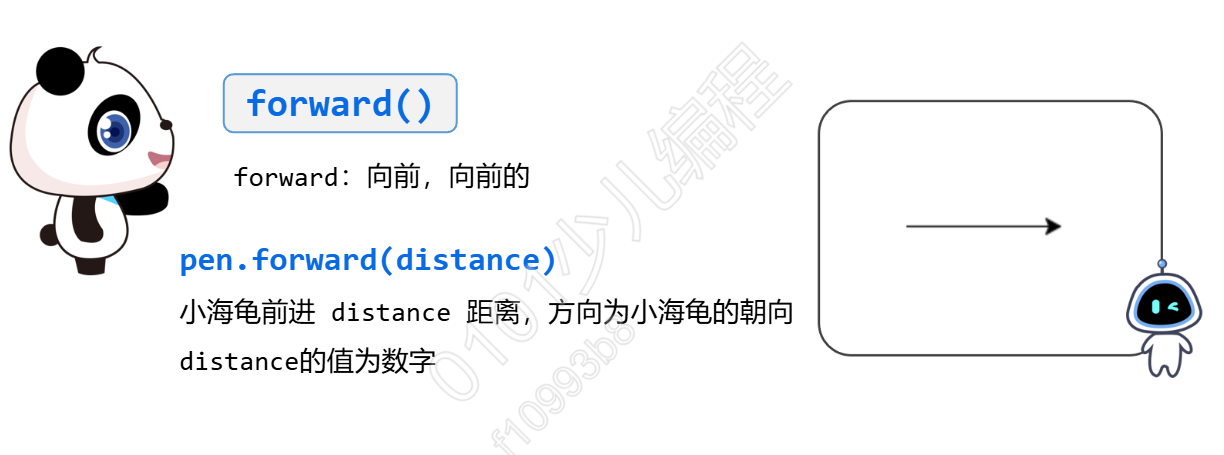 forward()
forward: 向前，向前的
pen.forward(distance)
小海龟前进 distance 距离，方向为小海龟的朝向
distance的值为数字
0101少儿编程
f10993b8